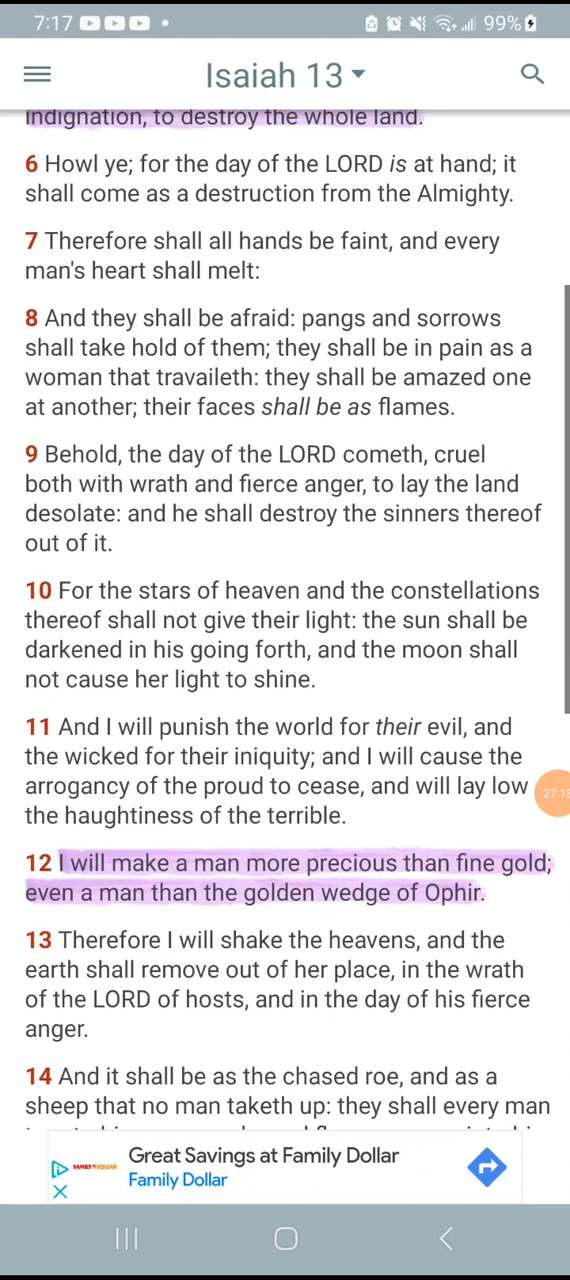 7:17
99%
Isaiah 13
indignation, to destroy the whole land.
6 Howl ye; for the day of the LORD is at hand; it
shall come as a destruction from the Almighty.
7 Therefore shall all hands be faint, and every
man's heart shall melt:
8 And they shall be afraid: pangs and sorrows
shall take hold of them; they shall be in pain as a
woman that travaileth: they shall be amazed one
at another; their faces shall be as flames.
9 Behold, the day of the LORD cometh, cruel
both with wrath and fierce anger, to lay the land
desolate: and he shall destroy the sinners thereof
out of it.
10 For the stars of heaven and the constellations
thereof shall not give their light: the sun shall be
darkened in his going forth, and the moon shall
not cause her light to shine.
11 And I will punish the world for their evil, and
the wicked for their iniquity; and I will cause the
arrogancy of the proud to cease, and will lay low
the haughtiness of the terrible.
27:18
12 I will make a man more precious than fine gold;
even a man than the golden wedge of Ophir.
13 Therefore I will shake the heavens, and the
earth shall remove out of her place, in the wrath
of the LORD of hosts, and in the day of his fierce
anger.
14 And it shall be as the chased roe, and as a
sheep that no man taketh up: they shall every man
Great Savings at Family Dollar
FAMILY DOLLAR
Family Dollar